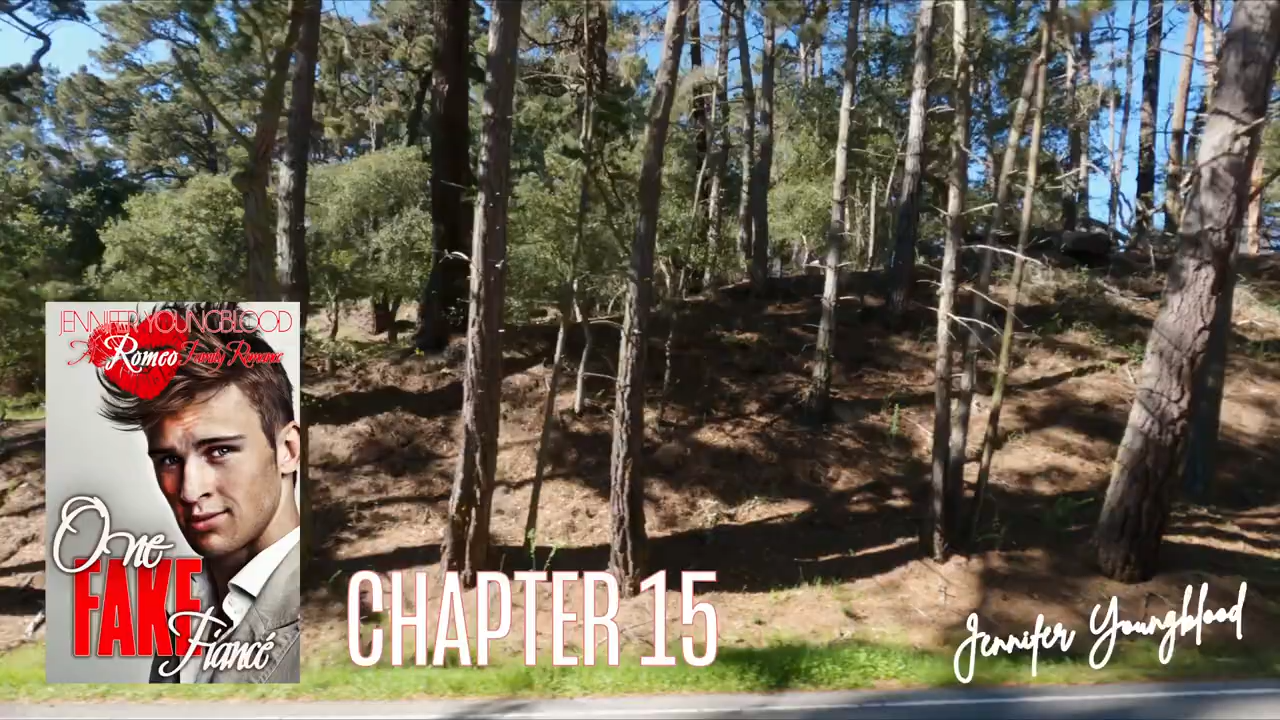 JENNIFER YOUNGBLOOD
A Romeo Family Romance
One
FAKE
Fiancé
CHAPTER 15
Jennifer Youngblood